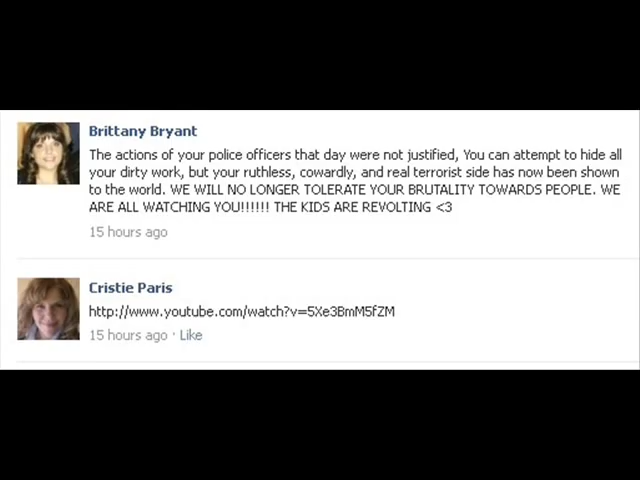 Brittany Bryant
The actions of your police officers that day were not justified, You can attempt to hide all
your dirty work, but your ruthless, cowardly, and real terrorist side has now been shown
to the world. WE WILL NO LONGER TOLERATE YOUR BRUTALITY TOWARDS PEOPLE. WE
ARE ALL WATCHING YOU!!!!!! THE KIDS ARE REVOLTING <3
15 hours ago
Cristie Paris
http://www.youtube.com/watch?v=5Xe3BmM5fZM
15 hours ago · Like